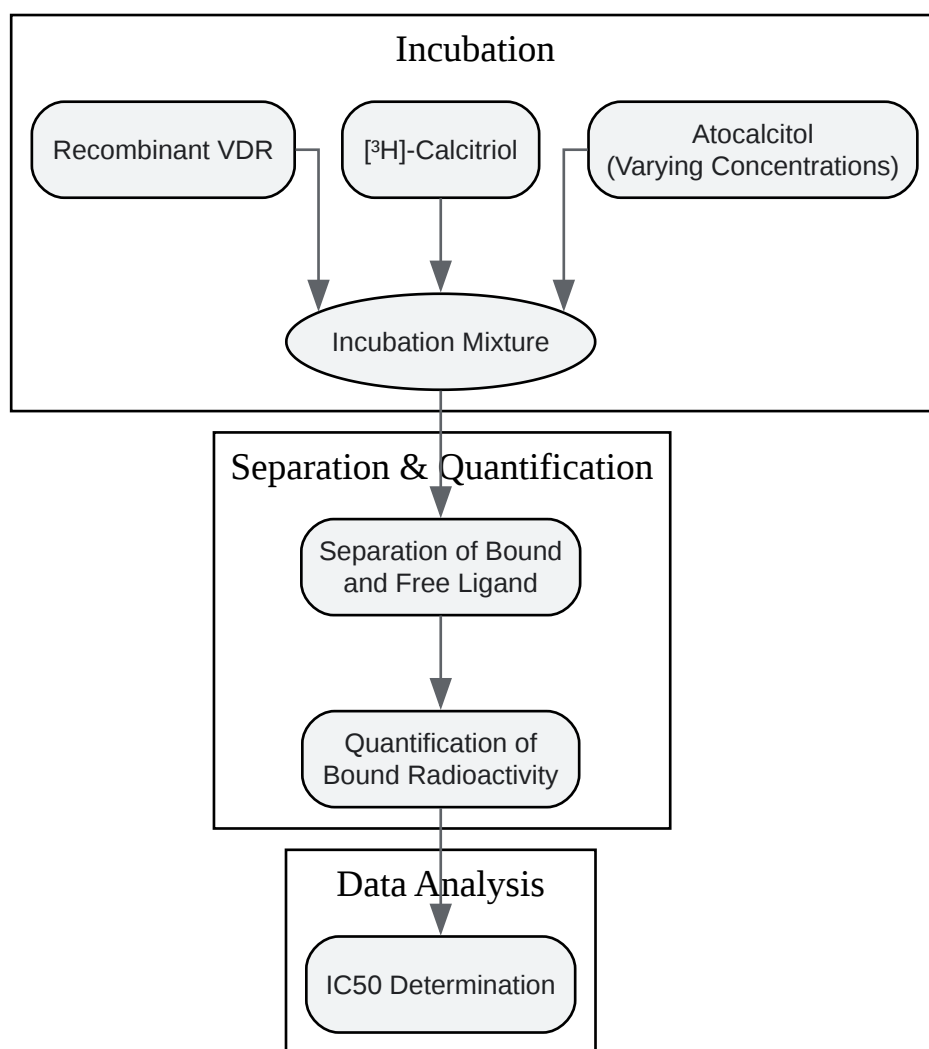 Incubation
Recombinant VDR
[³H]-Calcitriol
Atocalcitol
(Varying Concentrations)
Incubation Mixture
Separation & Quantification
Separation of Bound
and Free Ligand
Quantification of
Bound Radioactivity
Data Analysis
IC50 Determination